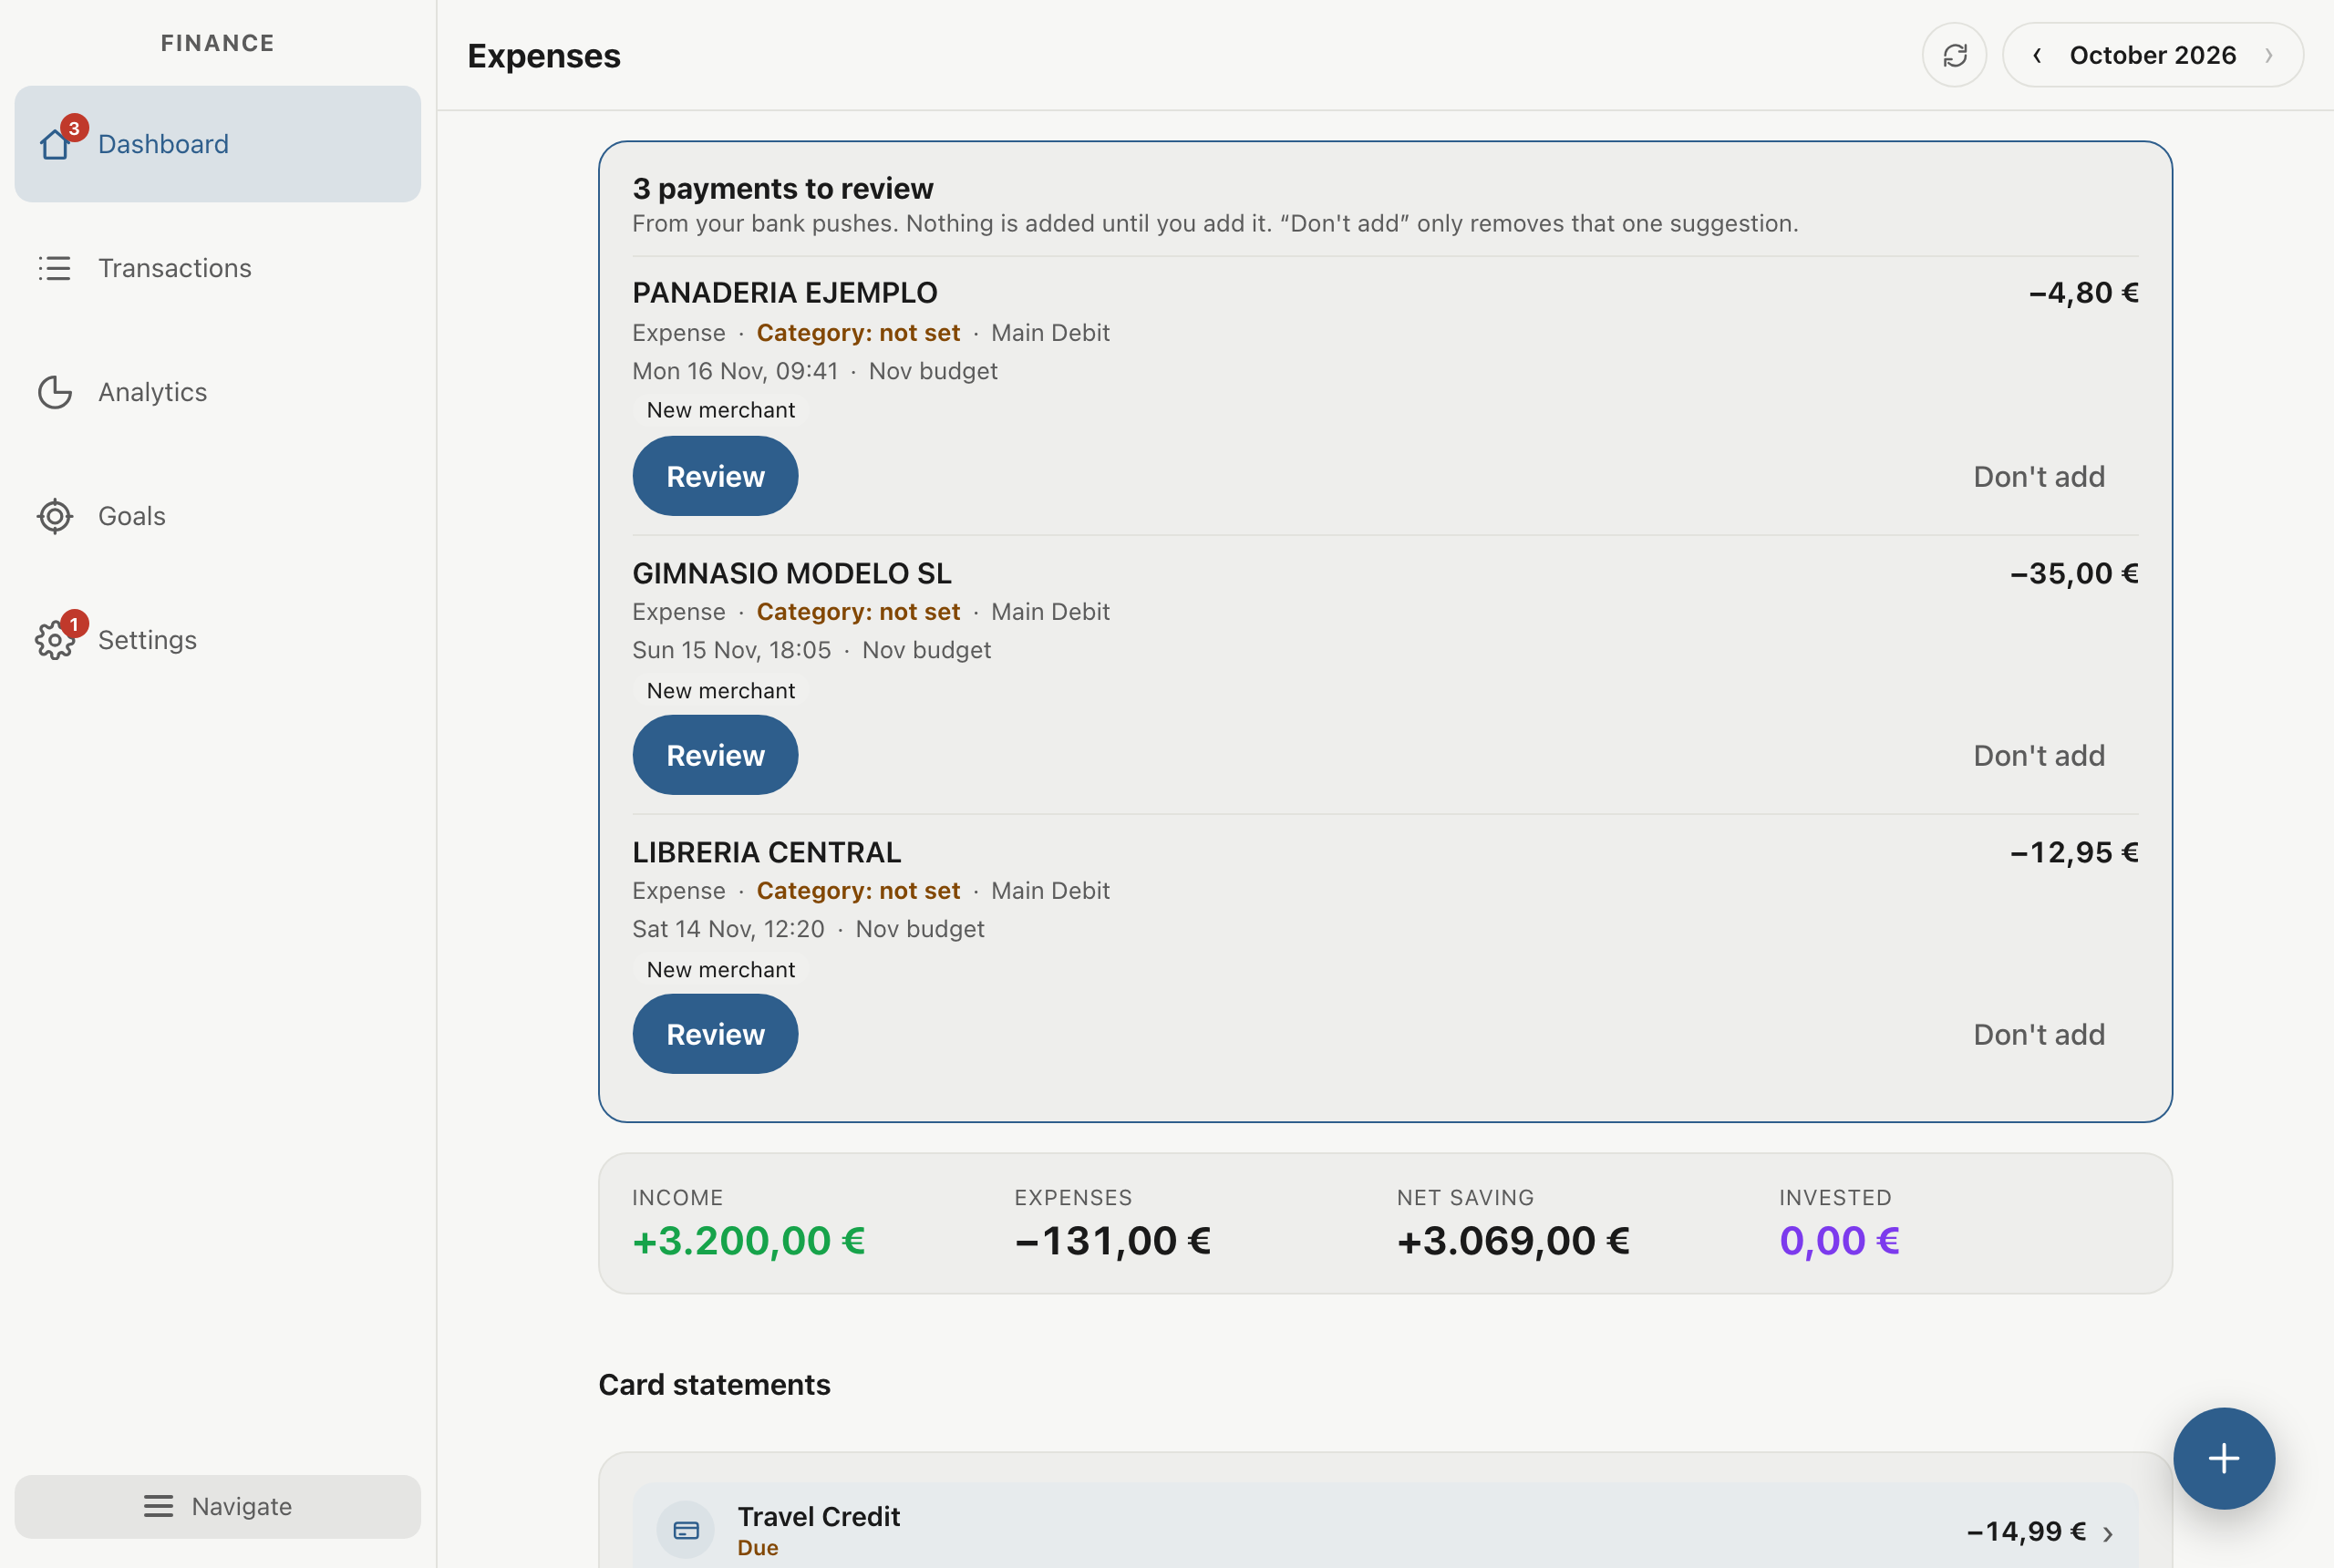 FINANCE
3
Dashboard
Transactions
Analytics
Goals
1
Settings
Navigate
Expenses
‹ October 2026 ›
3 payments to review
From your bank pushes. Nothing is added until you add it. “Don't add” only removes that one suggestion.
PANADERIA EJEMPLO −4,80 €
Expense · Category: not set · Main Debit
Mon 16 Nov, 09:41 · Nov budget
New merchant
Review Don't add
GIMNASIO MODELO SL −35,00 €
Expense · Category: not set · Main Debit
Sun 15 Nov, 18:05 · Nov budget
New merchant
Review Don't add
LIBRERIA CENTRAL −12,95 €
Expense · Category: not set · Main Debit
Sat 14 Nov, 12:20 · Nov budget
New merchant
Review Don't add
INCOME EXPENSES NET SAVING INVESTED
+3.200,00 € −131,00 € +3.069,00 € 0,00 €
Card statements
Travel Credit −14,99 € ›
Due
+